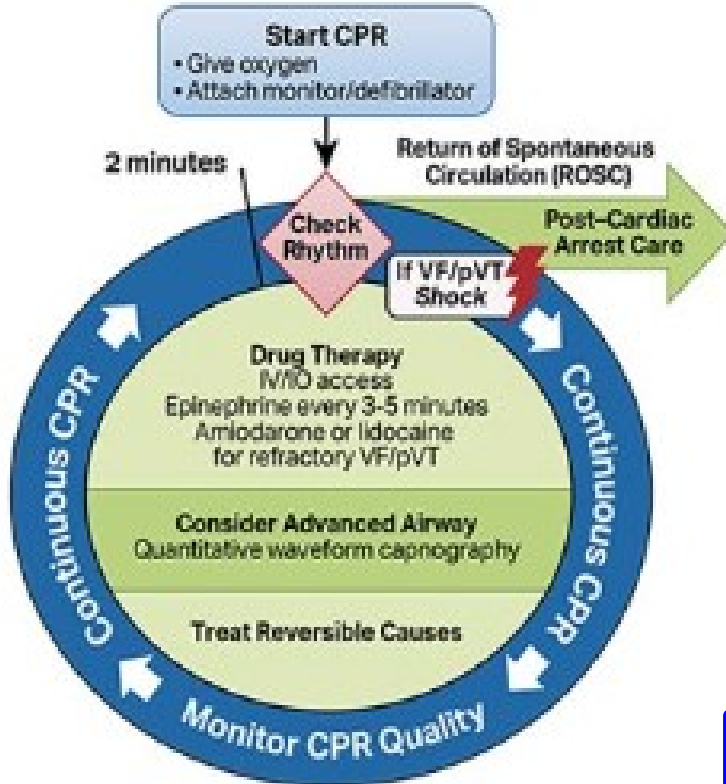 Start CPR
• Give oxygen
• Attach monitor/defibrillator
2 minutes
Return of Spontaneous
Circulation (ROSC)
Check
Rhythm
Post–Cardiac
Arrest Care
If VF/pVT
Shock
Drug Therapy
IV/IO access
Epinephrine every 3-5 minutes
Amiodarone or lidocaine
for refractory VF/pVT
Consider Advanced Airway
Quantitative waveform capnography
Treat Reversible Causes
Continuous CPR
Continuous CPR
Monitor CPR Quality